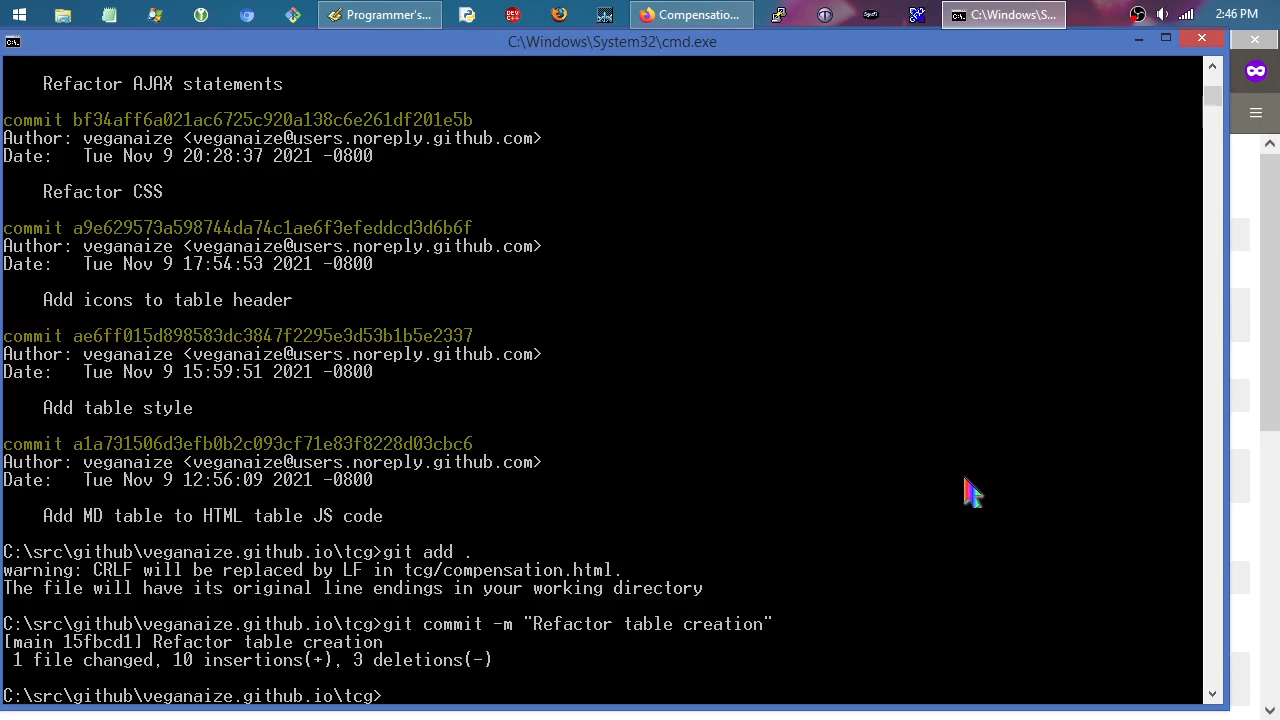 Programmer's...
Compensatio...
C:\Windows\S...
2:46 PM
C:\Windows\System32\cmd.exe
Refactor AJAX statements
commit bf34aff6a021ac6725c920a138c6e261df201e5b
Author: veganaize <veganaize@users.noreply.github.com>
Date:   Tue Nov 9 20:28:37 2021 -0800
Refactor CSS
commit a9e629573a598744da74c1ae6f3efeddcd3d6b6f
Author: veganaize <veganaize@users.noreply.github.com>
Date:   Tue Nov 9 17:54:53 2021 -0800
Add icons to table header
commit ae6ff015d898583dc3847f2295e3d53b1b5e2337
Author: veganaize <veganaize@users.noreply.github.com>
Date:   Tue Nov 9 15:59:51 2021 -0800
Add table style
commit a1a731506d3efb0b2c093cf71e83f8228d03cbc6
Author: veganaize <veganaize@users.noreply.github.com>
Date:   Tue Nov 9 12:56:09 2021 -0800
Add MD table to HTML table JS code
C:\src\github\veganaize.github.io\tcg>git add .
warning: CRLF will be replaced by LF in tcg/compensation.html.
The file will have its original line endings in your working directory
C:\src\github\veganaize.github.io\tcg>git commit -m "Refactor table creation"
[main 15fbcd1] Refactor table creation
 1 file changed, 10 insertions(+), 3 deletions(-)
C:\src\github\veganaize.github.io\tcg>